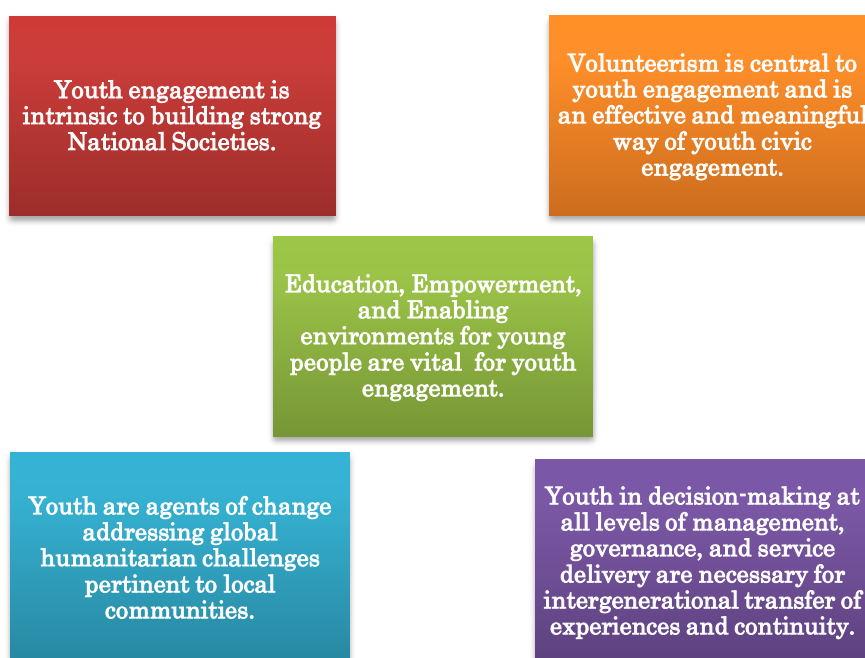 Youth engagement is
intrinsic to building strong
National Societies.
Volunteerism is central to
youth engagement and is
an effective and meaningful
way of youth civic
engagement.
Education, Empowerment,
and Enabling
environments for young
people are vital  for youth
engagement.
Youth are agents of change
addressing global
humanitarian challenges
pertinent to local
communities.
Youth in decision-making at
all levels of management,
governance, and service
delivery are necessary for
intergenerational transfer of
experiences and continuity.